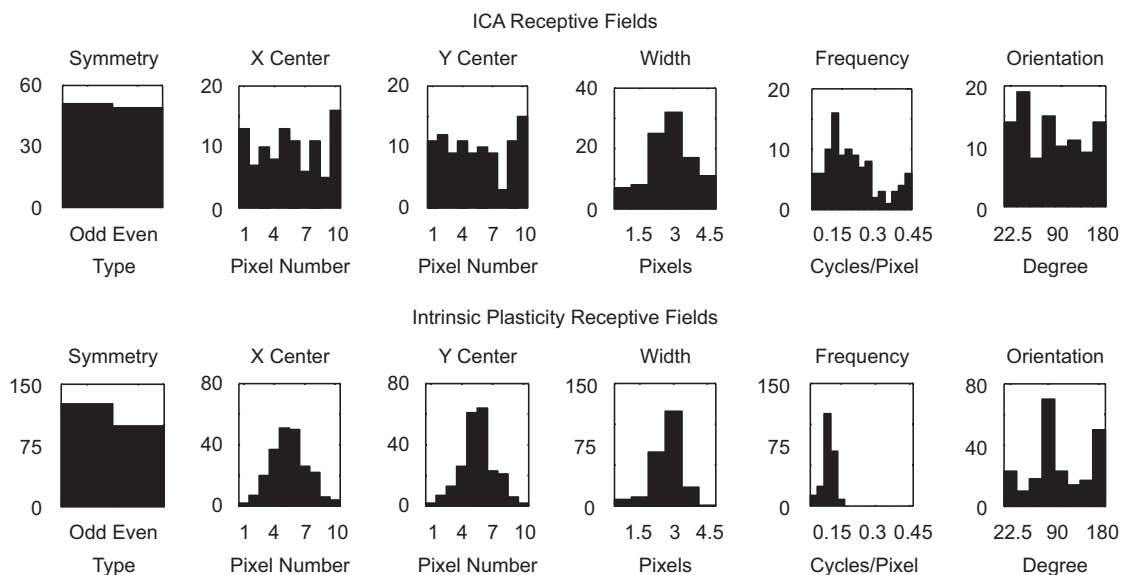 ICA Receptive Fields
Symmetry X Center Y Center Width Frequency Orientation
60 20 20 40 20 20
30 10 10 20 10 10
0 0 0 0 0 0
Odd Even 1 4 7 10 1 4 7 10 1.5 3 4.5 0.15 0.3 0.45 22.5 90 180
Type Pixel Number Pixel Number Pixels Cycles/Pixel Degree
Intrinsic Plasticity Receptive Fields
Symmetry X Center Y Center Width Frequency Orientation
150 80 80 150 150 80
75 40 40 75 75 40
0 0 0 0 0 0
Odd Even 1 4 7 10 1 4 7 10 1.5 3 4.5 0.15 0.3 0.45 22.5 90 180
Type Pixel Number Pixel Number Pixels Cycles/Pixel Degree